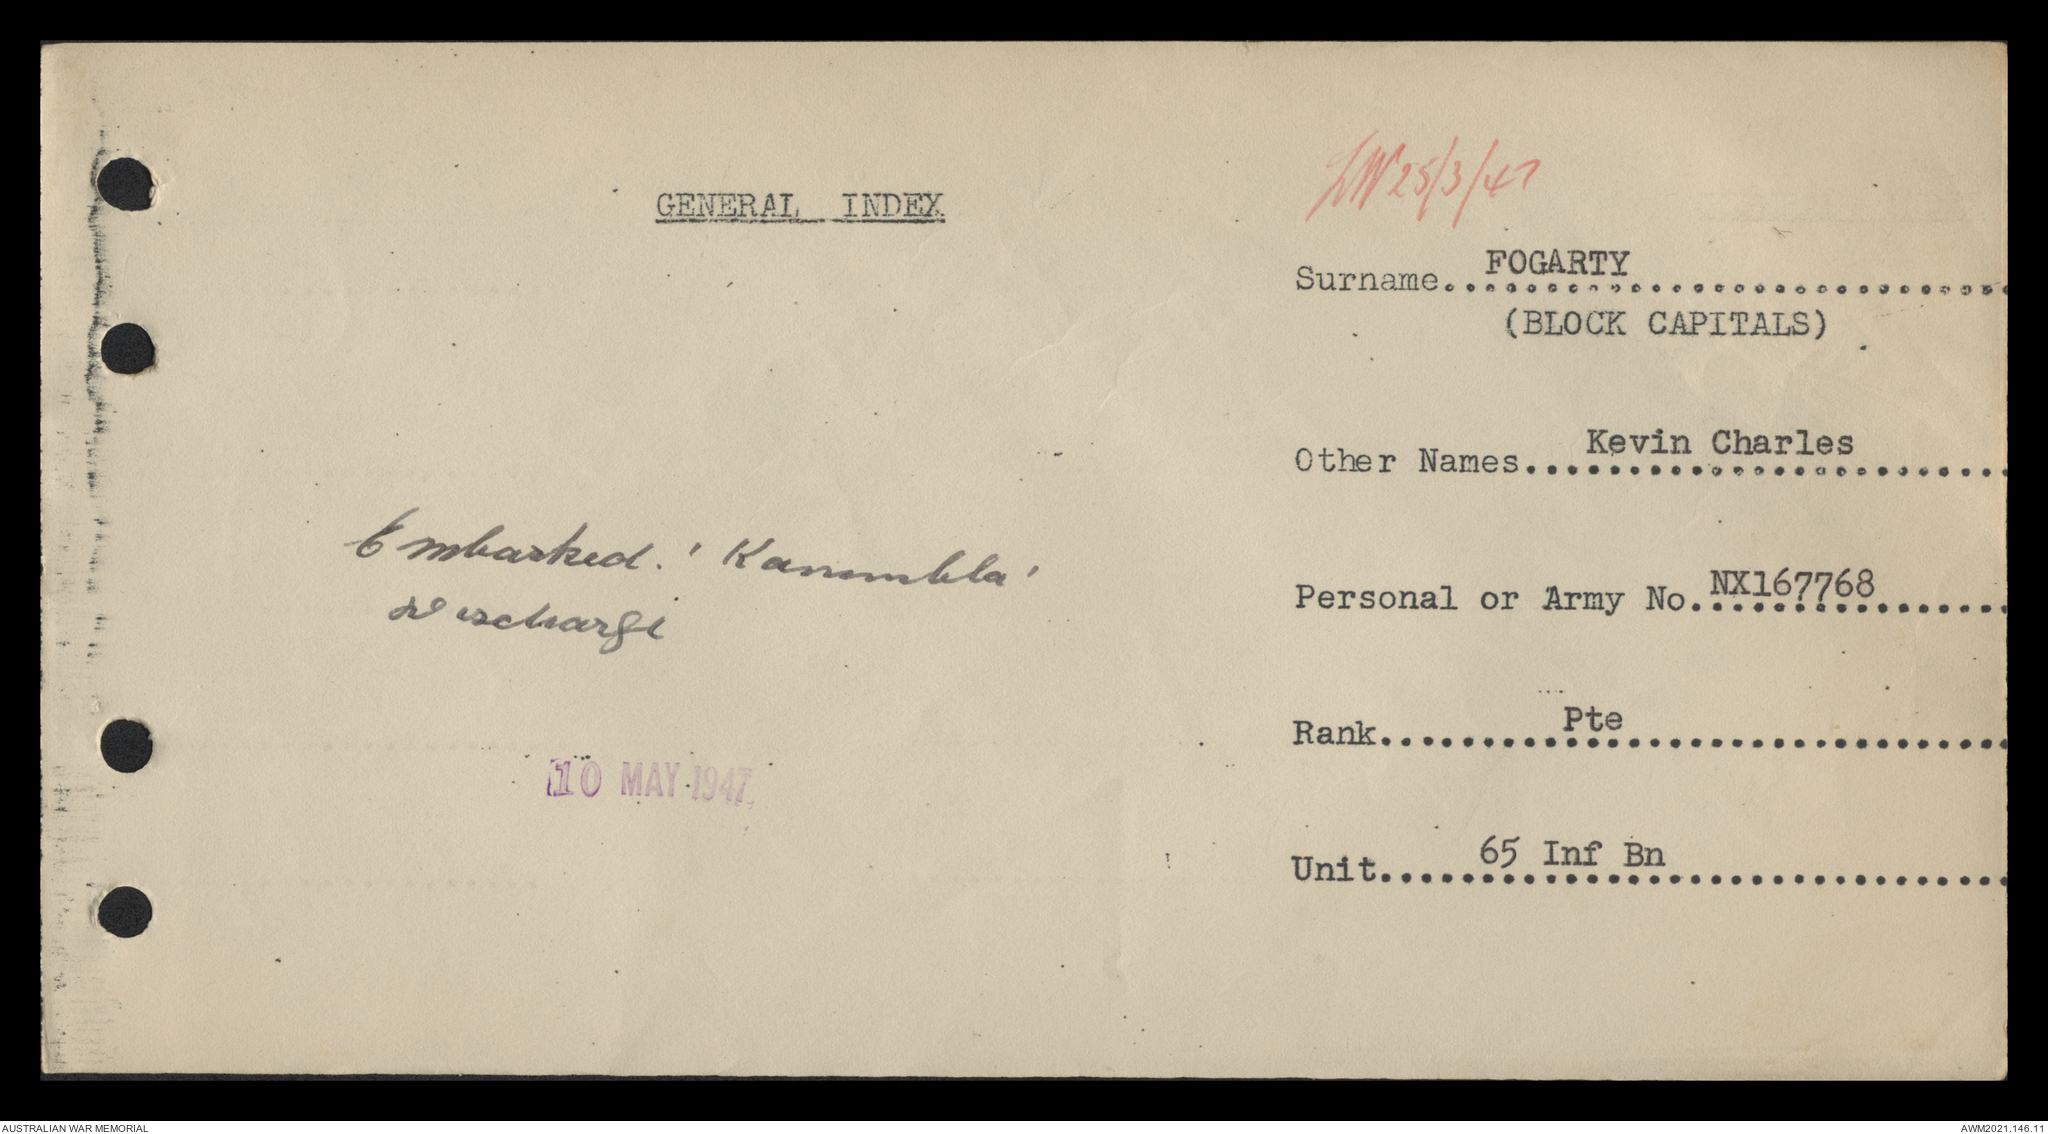 GENERAL INDEX
LW 25/3/47
Surname. FOGARTY
(BLOCK CAPITALS)
Other Names. Kevin Charles
Personal or Army No. NX167768
Rank. Pte
Unit. 65 Inf Bn
Embarked. 'Kanimbla'
Discharge
10 MAY 1947
AUSTRALIAN WAR MEMORIAL
AWM2021.146.11